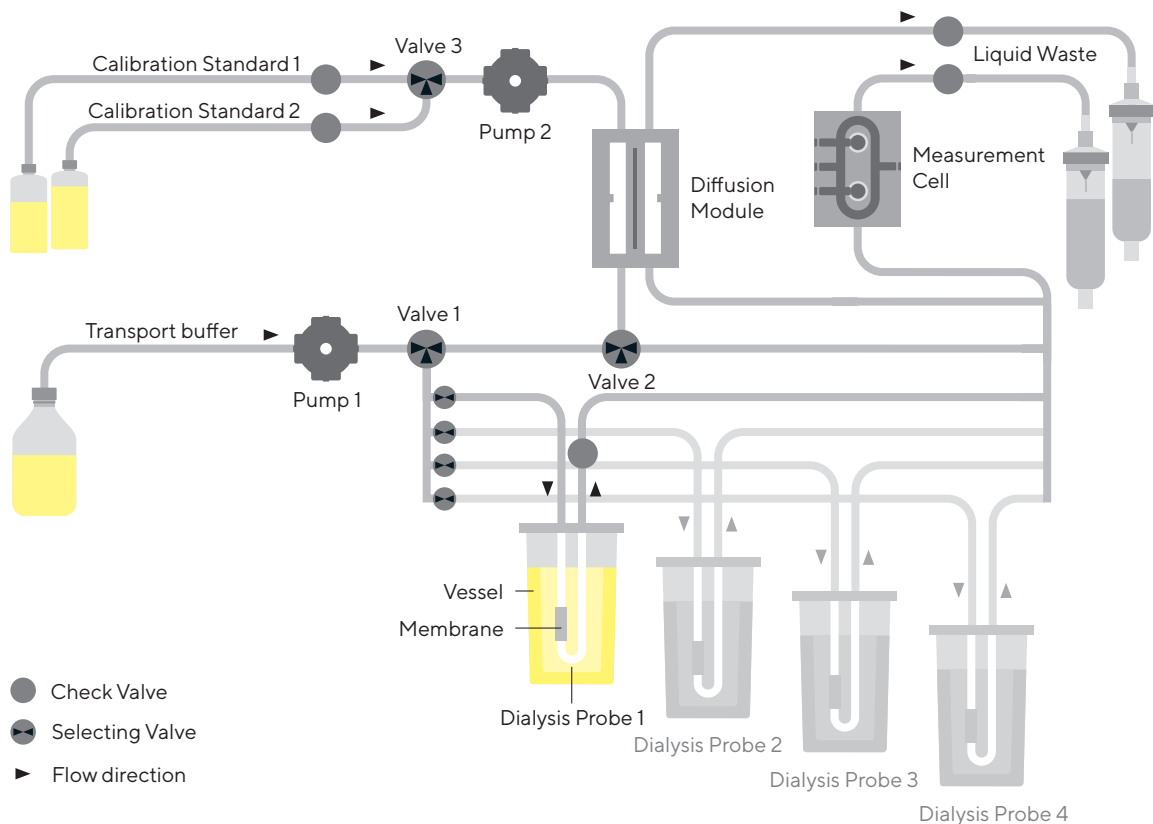 Valve 3
Liquid Waste
Calibration Standard 1
Calibration Standard 2
Pump 2
Measurement
Cell
Diffusion
Module
Valve 1
Transport buffer
Valve 2
Pump 1
Vessel
Membrane
Check Valve
Dialysis Probe 1
Selecting Valve
Dialysis Probe 2
Flow direction
Dialysis Probe 3
Dialysis Probe 4